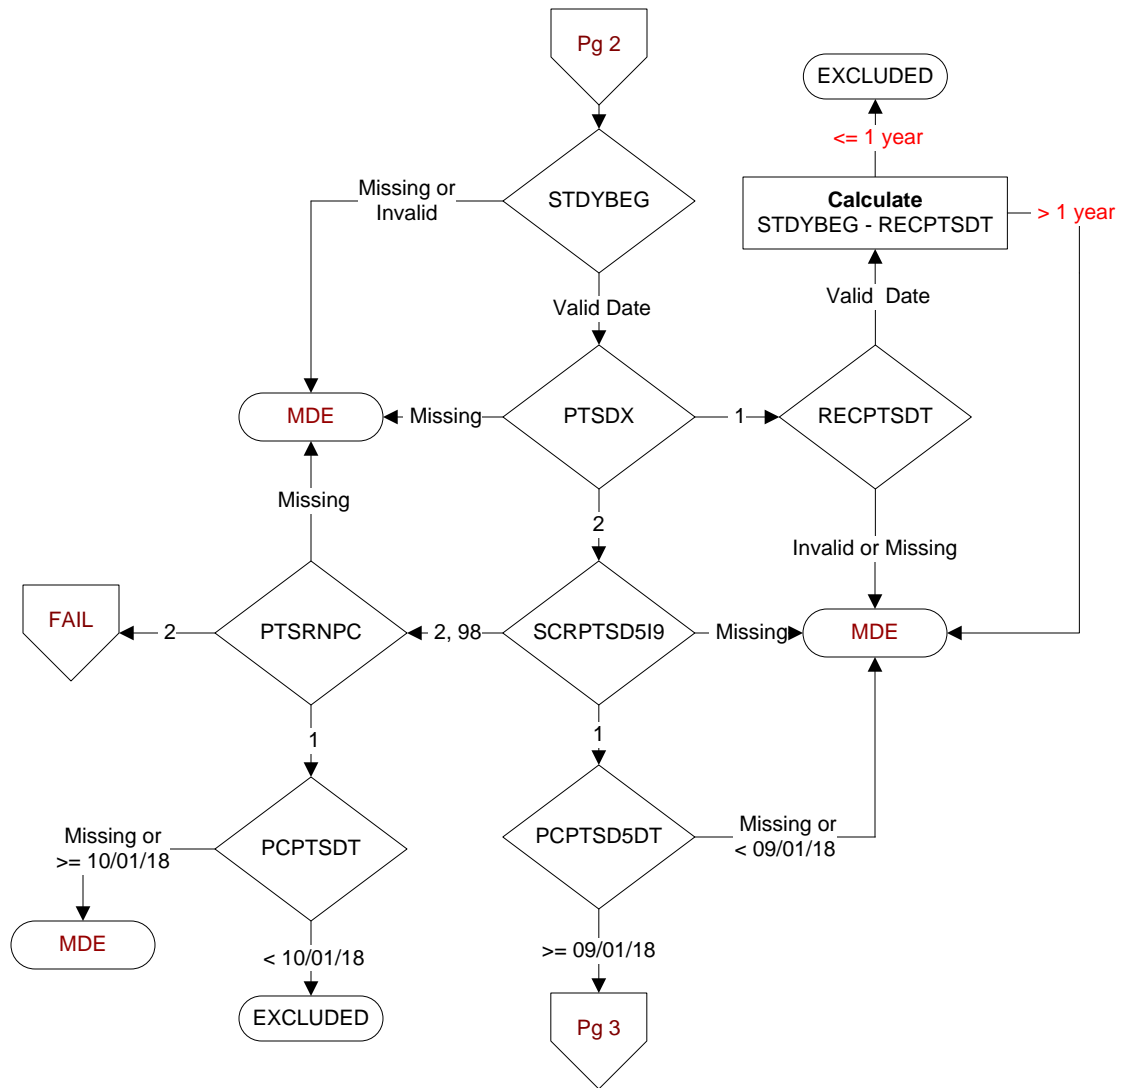 Pg 2
EXCLUDED
<= 1 year
Missing or
Invalid
STDYBEG
Calculate
STDYBEG - RECPTSDT
> 1 year
Valid Date
Valid Date
MDE
Missing
PTSDX
1
RECPTSDT
Missing
2
Invalid or Missing
FAIL
2
PTSRNPC
2, 98
SCRPTSD5I9
Missing
MDE
1
1
Missing or
>= 10/01/18
PCPTSDT
PCPTSD5DT
Missing or
< 09/01/18
MDE
< 10/01/18
>= 09/01/18
EXCLUDED
Pg 3